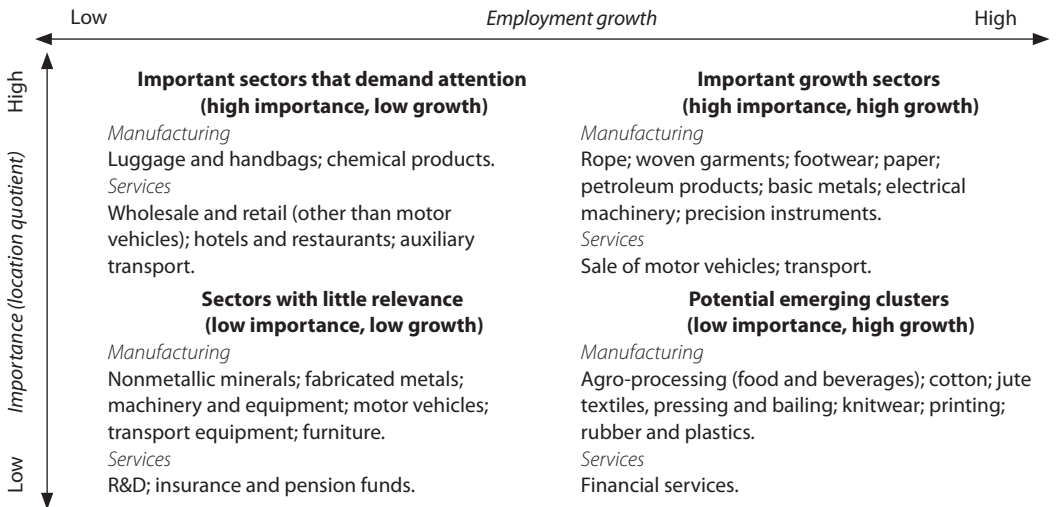 Low Employment growth High
High
Importance (location quotient)
Low
Important sectors that demand attention
(high importance, low growth)
Manufacturing
Luggage and handbags; chemical products.
Services
Wholesale and retail (other than motor
vehicles); hotels and restaurants; auxiliary
transport.
Important growth sectors
(high importance, high growth)
Manufacturing
Rope; woven garments; footwear; paper;
petroleum products; basic metals; electrical
machinery; precision instruments.
Services
Sale of motor vehicles; transport.
Sectors with little relevance
(low importance, low growth)
Manufacturing
Nonmetallic minerals; fabricated metals;
machinery and equipment; motor vehicles;
transport equipment; furniture.
Services
R&D; insurance and pension funds.
Potential emerging clusters
(low importance, high growth)
Manufacturing
Agro-processing (food and beverages); cotton; jute
textiles, pressing and bailing; knitwear; printing;
rubber and plastics.
Services
Financial services.